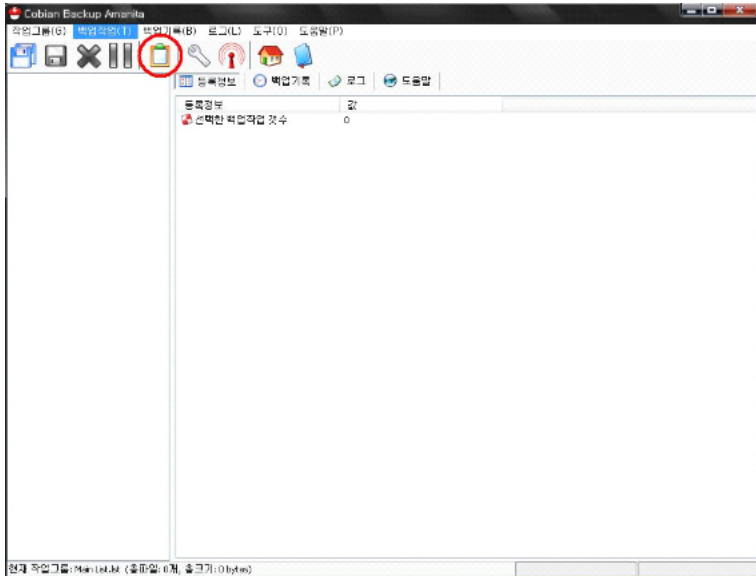 Cobian Backup Amanita
작업그룹(G) 백업작업(T) 백업기록(B) 로그(L) 도구(O) 도움말(P)
등록정보 백업기록 로그 도움말
등록정보 값
선택한 백업작업 갯수 0
현재 작업그룹: Main List.lst (총파일: 0개, 총크기: 0 bytes)